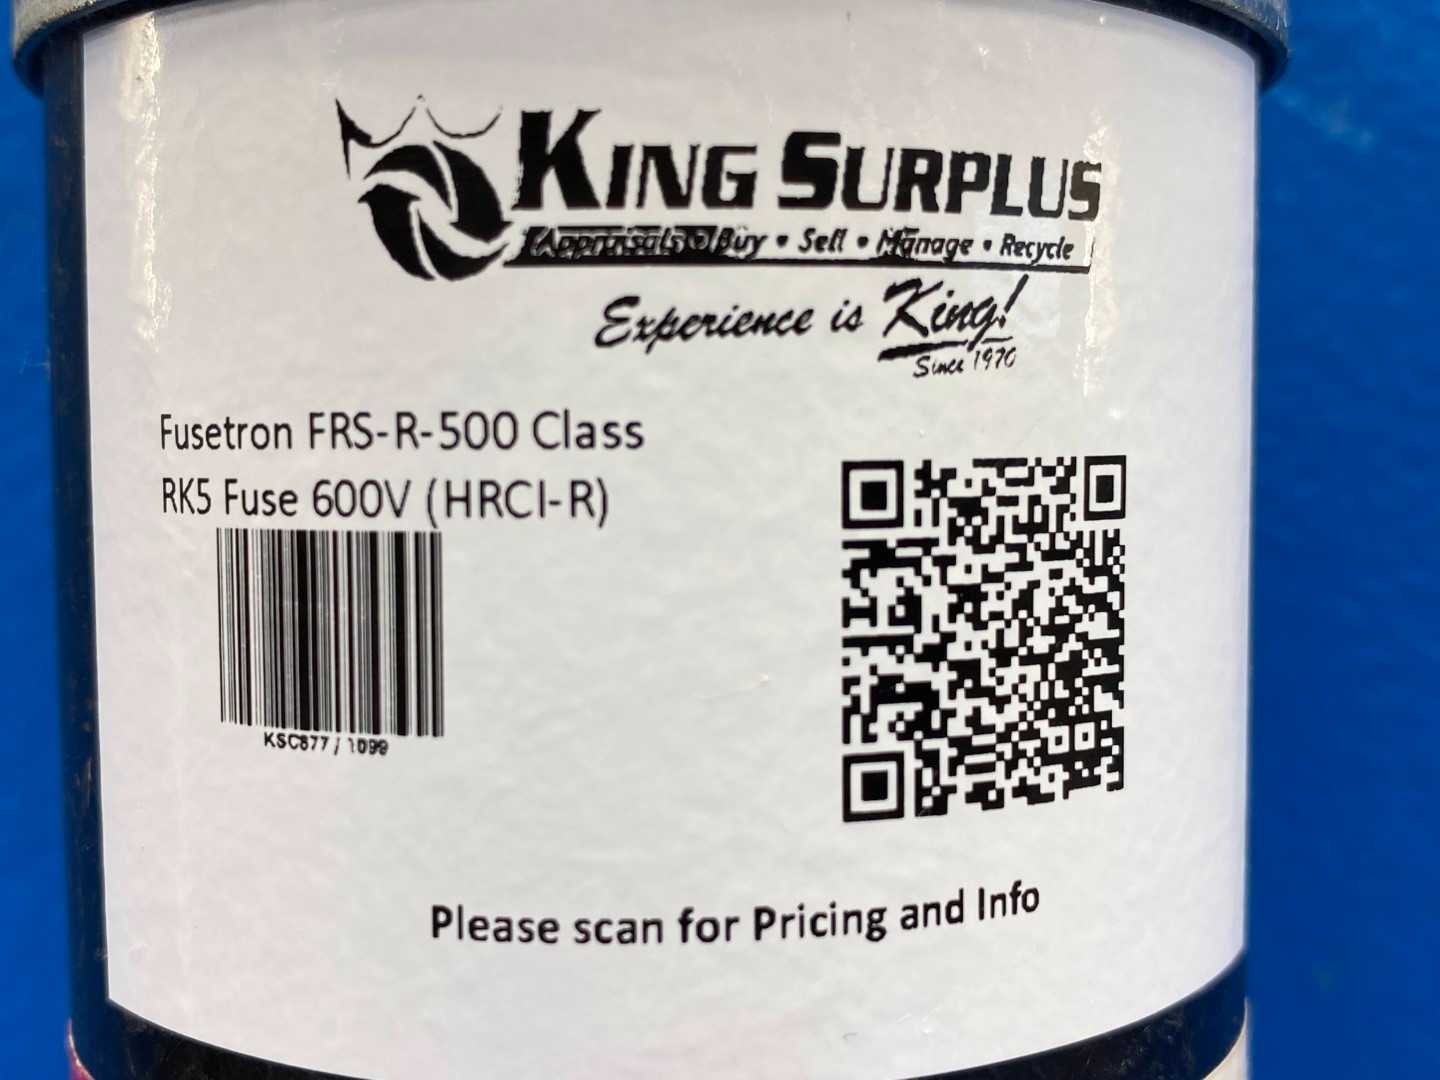 KING SURPLUS
Appraisals • Buy • Sell • Manage • Recycle
Experience is King!
Since 1970
Fusetron FRS-R-500 Class
RK5 Fuse 600V (HRCI-R)
KSC877 / 1099
Please scan for Pricing and Info